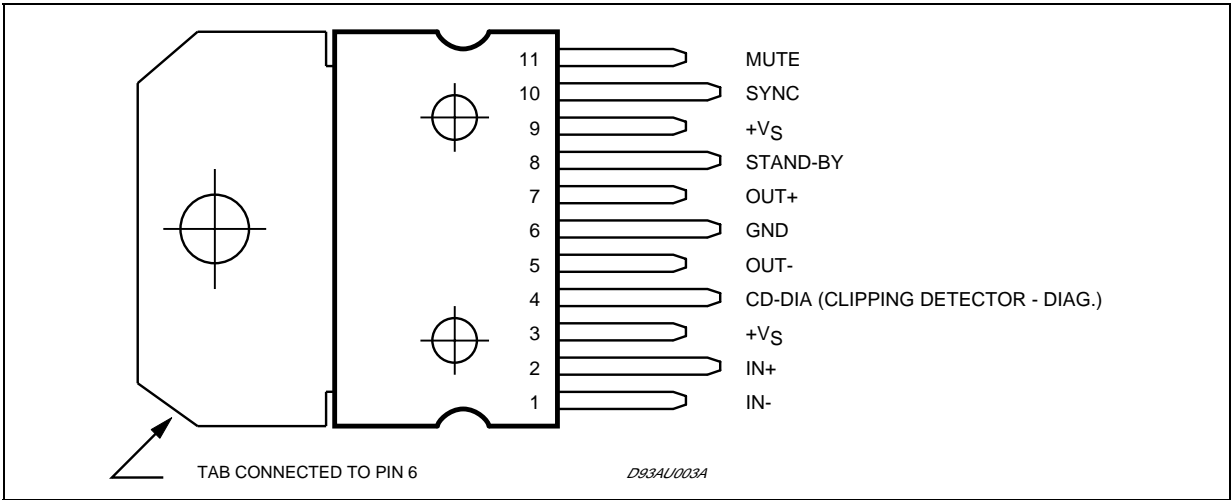 11 MUTE
10 SYNC
9 +VS
8 STAND-BY
7 OUT+
6 GND
5 OUT-
4 CD-DIA (CLIPPING DETECTOR - DIAG.)
3 +VS
2 IN+
1 IN-
TAB CONNECTED TO PIN 6
D93AU003A